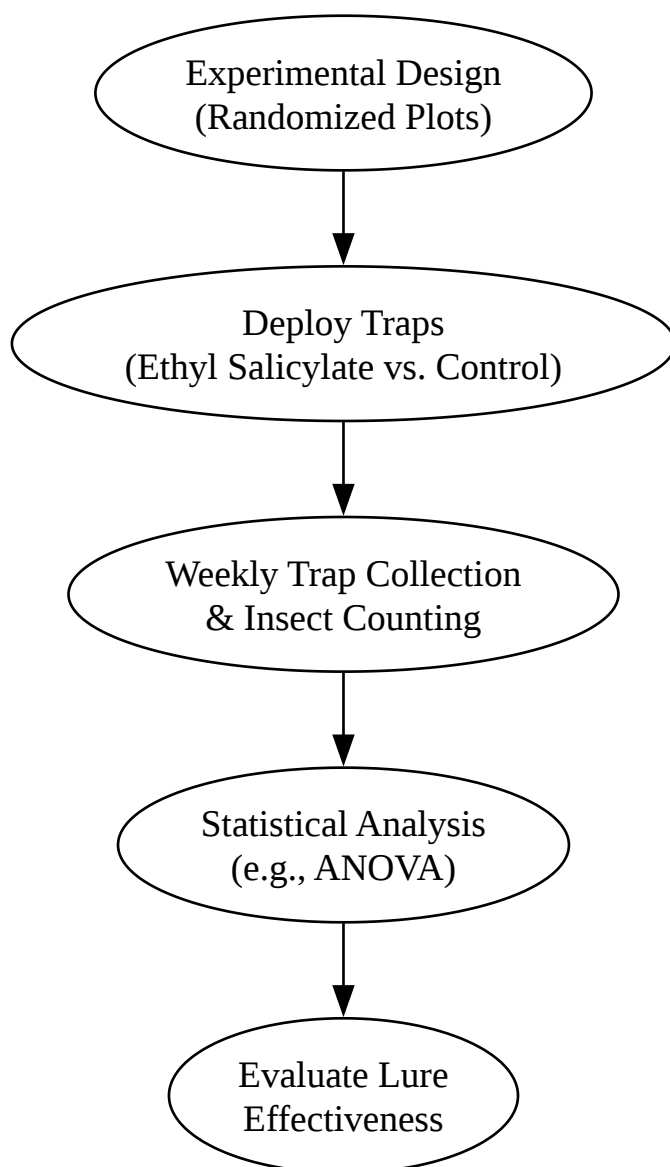 Experimental Design
(Randomized Plots)
Deploy Traps
(Ethyl Salicylate vs. Control)
Weekly Trap Collection
& Insect Counting
Statistical Analysis
(e.g., ANOVA)
Evaluate Lure
Effectiveness